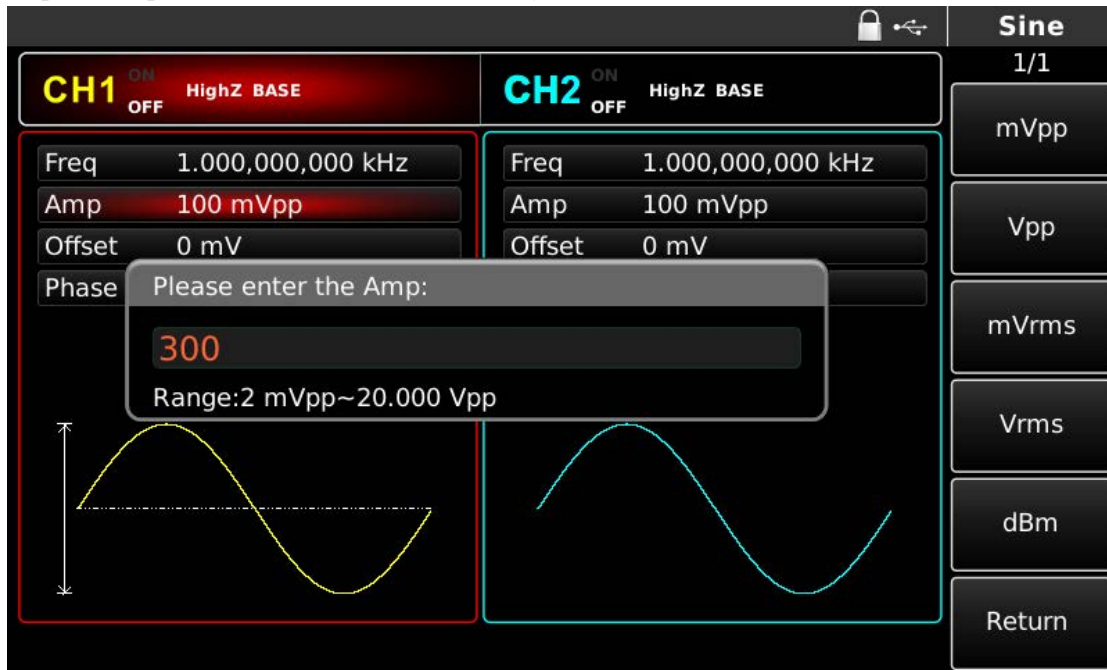 Sine
1/1
CH1 ON OFF HighZ BASE
CH2 ON OFF HighZ BASE
mVpp
Freq 1.000,000,000 kHz
Freq 1.000,000,000 kHz
Amp 100 mVpp
Amp 100 mVpp
Vpp
Offset 0 mV
Offset 0 mV
Phase
Please enter the Amp:
300
Range:2 mVpp~20.000 Vpp
mVrms
Vrms
dBm
Return